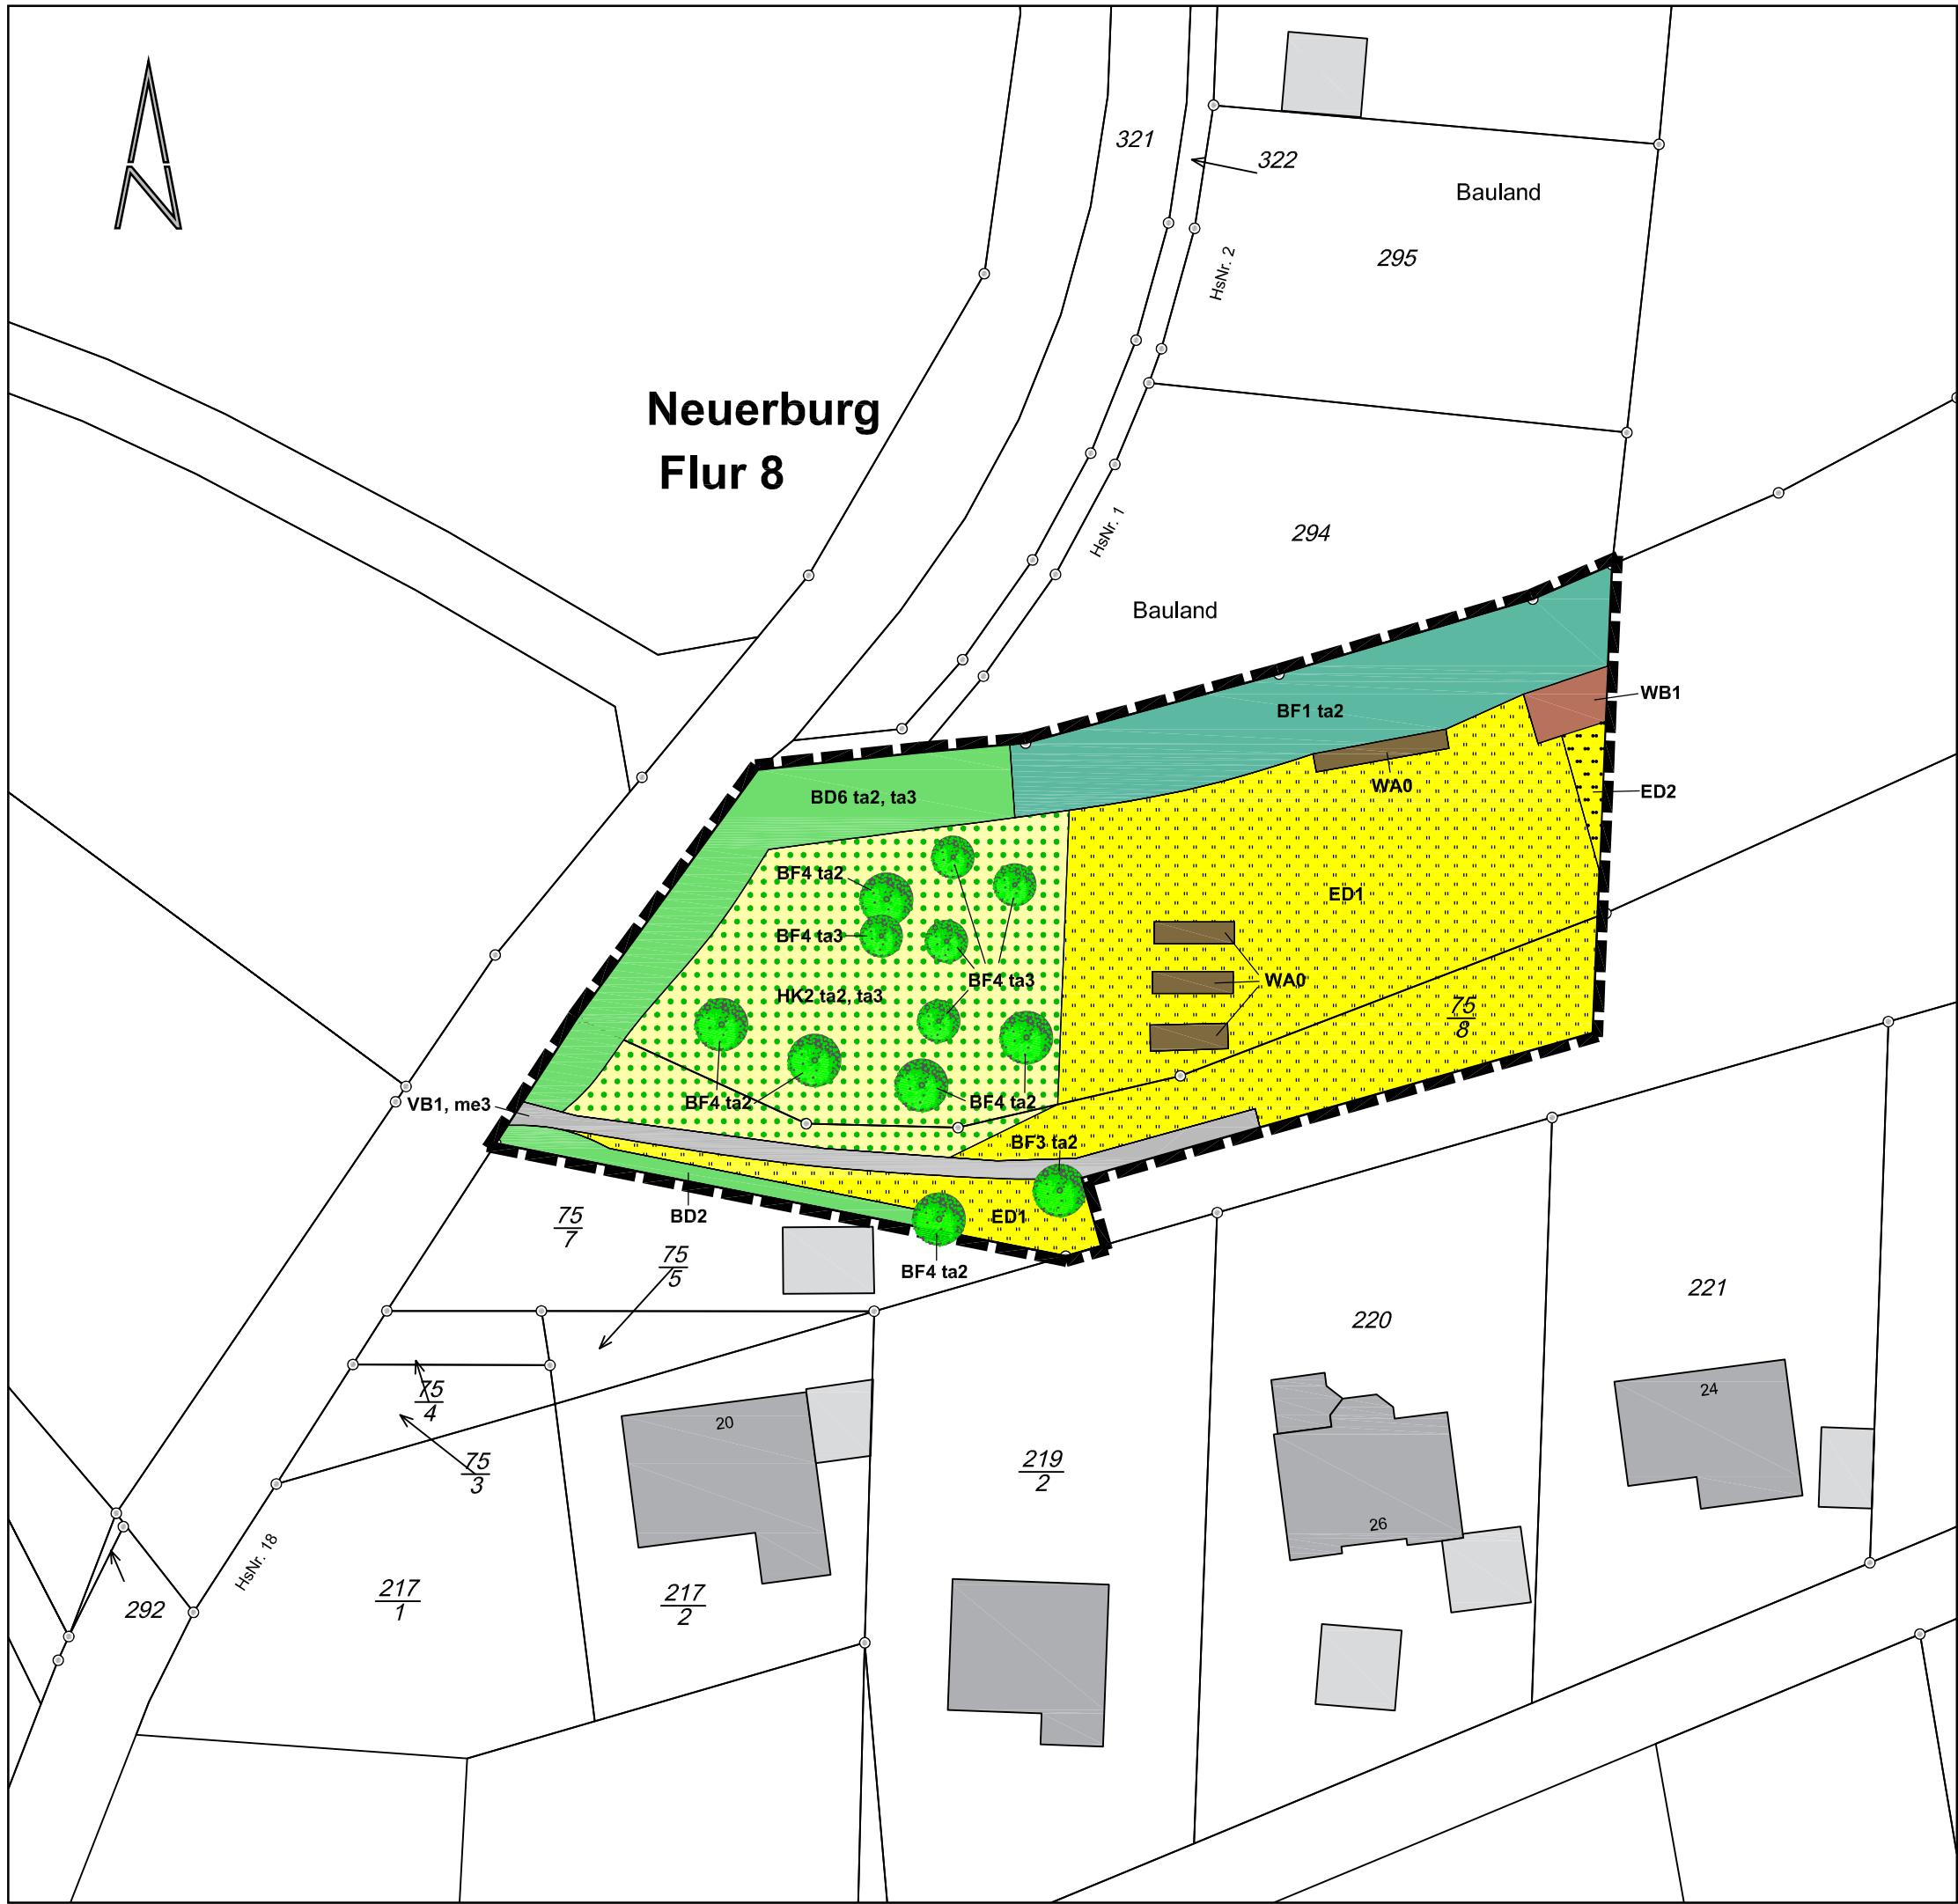 321
322
Bauland
295
HsNr. 2
Neuerburg
Flur 8
HsNr. 1
294
Bauland
WB1
BF1 ta2
WA0
ED2
BD6 ta2, ta3
BF4 ta2
ED1
BF4 ta3
BF4 ta3
WA0
HK2 ta2, ta3
75
8
BF4 ta2
BF4 ta2
VB1, me3
BF3 ta2
BD2
ED1
75
7
75
5
BF4 ta2
221
220
75
4
20
24
75
3
219
2
26
HsNr. 18
292
217
1
217
2